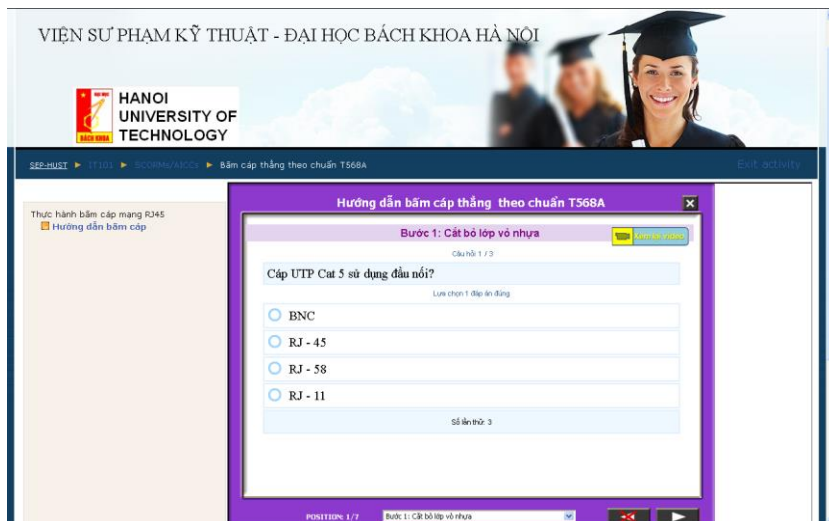 VIỆN SƯ PHẠM KỸ THUẬT - ĐẠI HỌC BÁCH KHOA HÀ NỘI
HANOI
UNIVERSITY OF
TECHNOLOGY
BÁCH KHOA
SEP-HUST ► IT101 ► SCORMs/AICCs ► Bấm cáp thẳng theo chuẩn T568A
Exit activity
Thực hành bấm cáp mạng RJ45
Hướng dẫn bấm cáp
Hướng dẫn bấm cáp thẳng theo chuẩn T568A
Bước 1: Cắt bỏ lớp vỏ nhựa
Câu hỏi 1 / 3
Cáp UTP Cat 5 sử dụng đầu nối?
Lựa chọn 1 đáp án đúng
BNC
RJ - 45
RJ - 58
RJ - 11
Số lần thử: 3
POSITION: 1/7
Bước 1: Cắt bỏ lớp vỏ nhựa